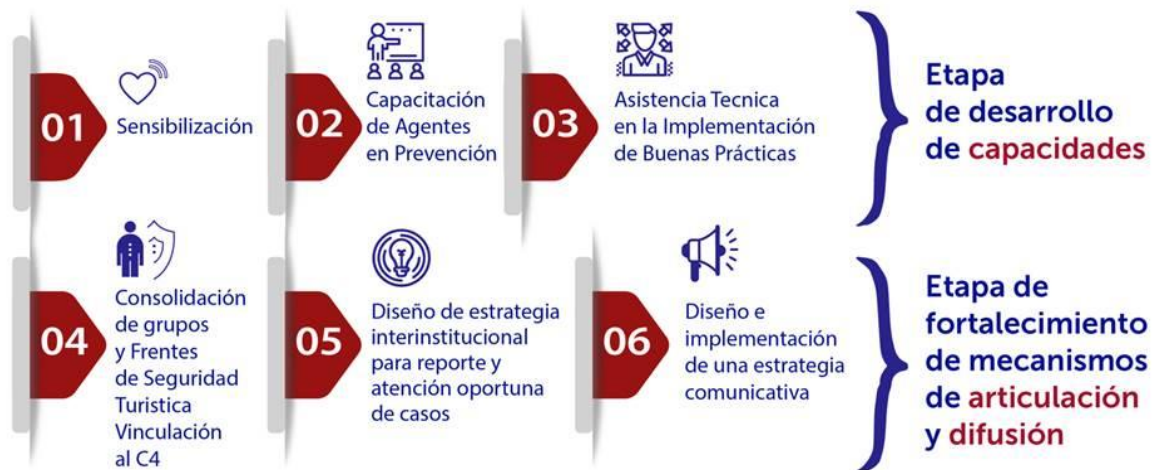 01
Sensibilización
02
Capacitación
de Agentes
en Prevención
03
Asistencia Tecnica
en la Implementación
de Buenas Prácticas
Etapa
de desarrollo
de capacidades
04
Consolidación
de grupos
y Frentes
de Seguridad
Turistica
Vinculación
al C4
05
Diseño de estrategia
interinstitucional
para reporte y
atención oportuna
de casos
06
Diseño e
implementación
de una estrategia
comunicativa
Etapa de
fortalecimiento
de mecanismos
de articulación
y difusión